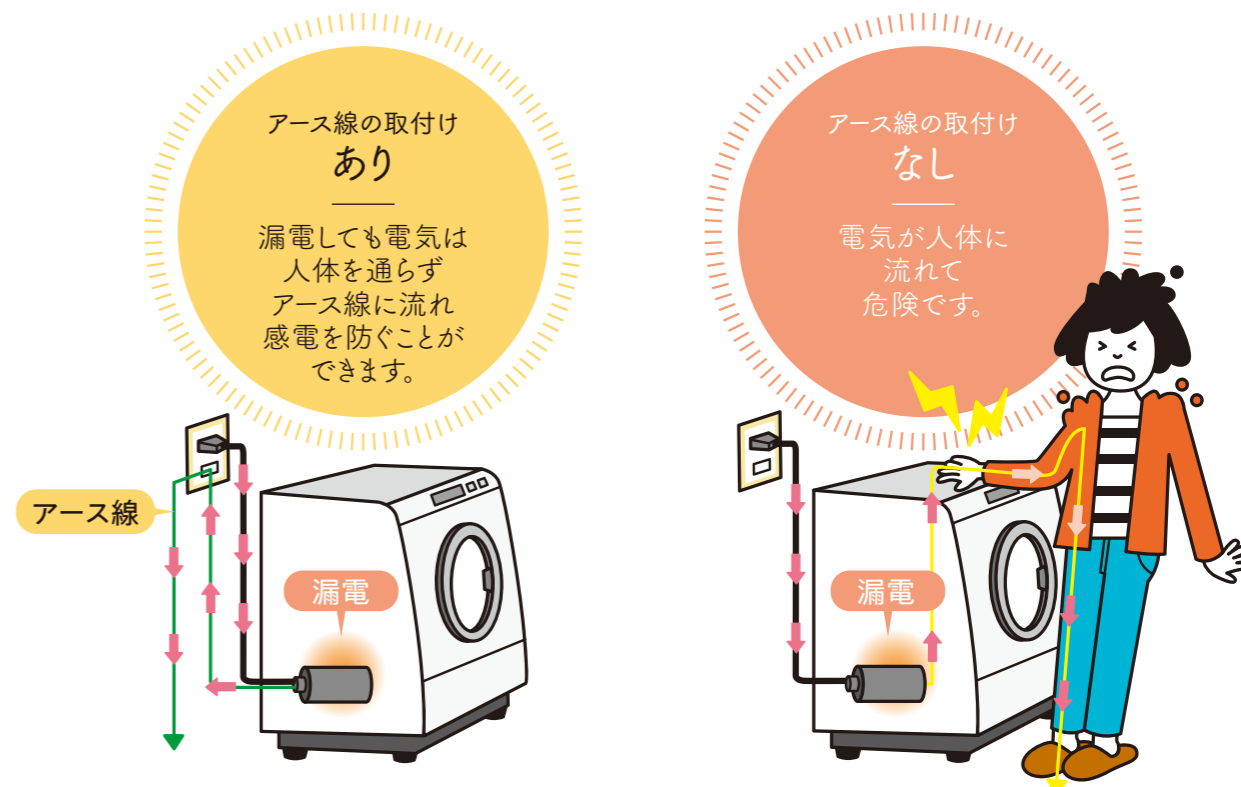 アース線の取付け
あり
漏電しても電気は
人体を通らず
アース線に流れ
感電を防ぐことが
できます。
アース線
漏電
アース線の取付け
なし
電気が人体に
流れて
危険です。
漏電